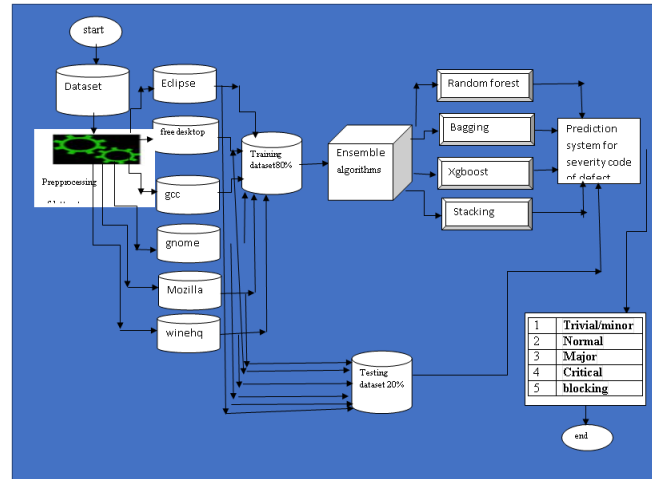 start
Dataset
Prepprocessing
Eclipse
free desktop
gcc
gnome
Mozilla
winehq
Training
dataset80%
Ensemble
algorithms
Random forest
Bagging
Xgboost
Stacking
Prediction
system for
severity code
of defect
Testing
dataset 20%
1 Trivial/minor
2 Normal
3 Major
4 Critical
5 blocking
end